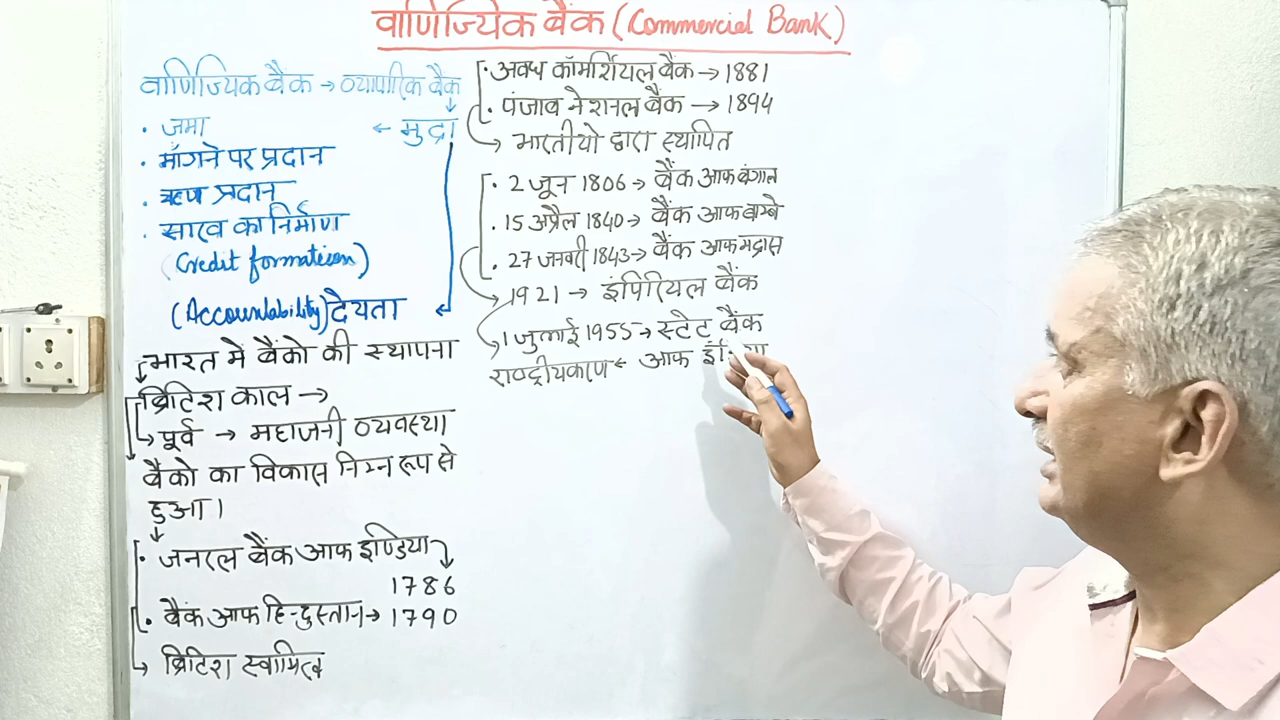 वाणिज्यिक बैंक (Commercial Bank)
वाणिज्यिक बैंक → व्यापारिक बैंक
· जमा ← मुद्रा
· माँगने पर प्रदान
· ऋण प्रदान
· साख का निर्माण
(Credit formation)
(Accountability) देयता ←
भारत में बैंको की स्थापना
ब्रिटिश काल →
पूर्व → महाजनी व्यवस्था
बैंको का विकास निम्न रूप से
हुआ।
· जनरल बैंक आफ इण्डिया
1786
· बैंक आफ हिन्दुस्तान → 1790
→ ब्रिटिश स्वामित्व
· अवध कॉमर्शियल बैंक → 1881
· पंजाब नेशनल बैंक → 1894
→ भारतीयो द्वारा स्थापित
· 2 जून 1806 → बैंक आफ बंगाल
· 15 अप्रैल 1840 → बैंक आफ बाम्बे
· 27 जनवरी 1843 → बैंक आफ मद्रास
→ 1921 → इंपिरियल बैंक
→ 1 जुलाई 1955 → स्टेट बैंक
राष्ट्रीयकरण ← आफ